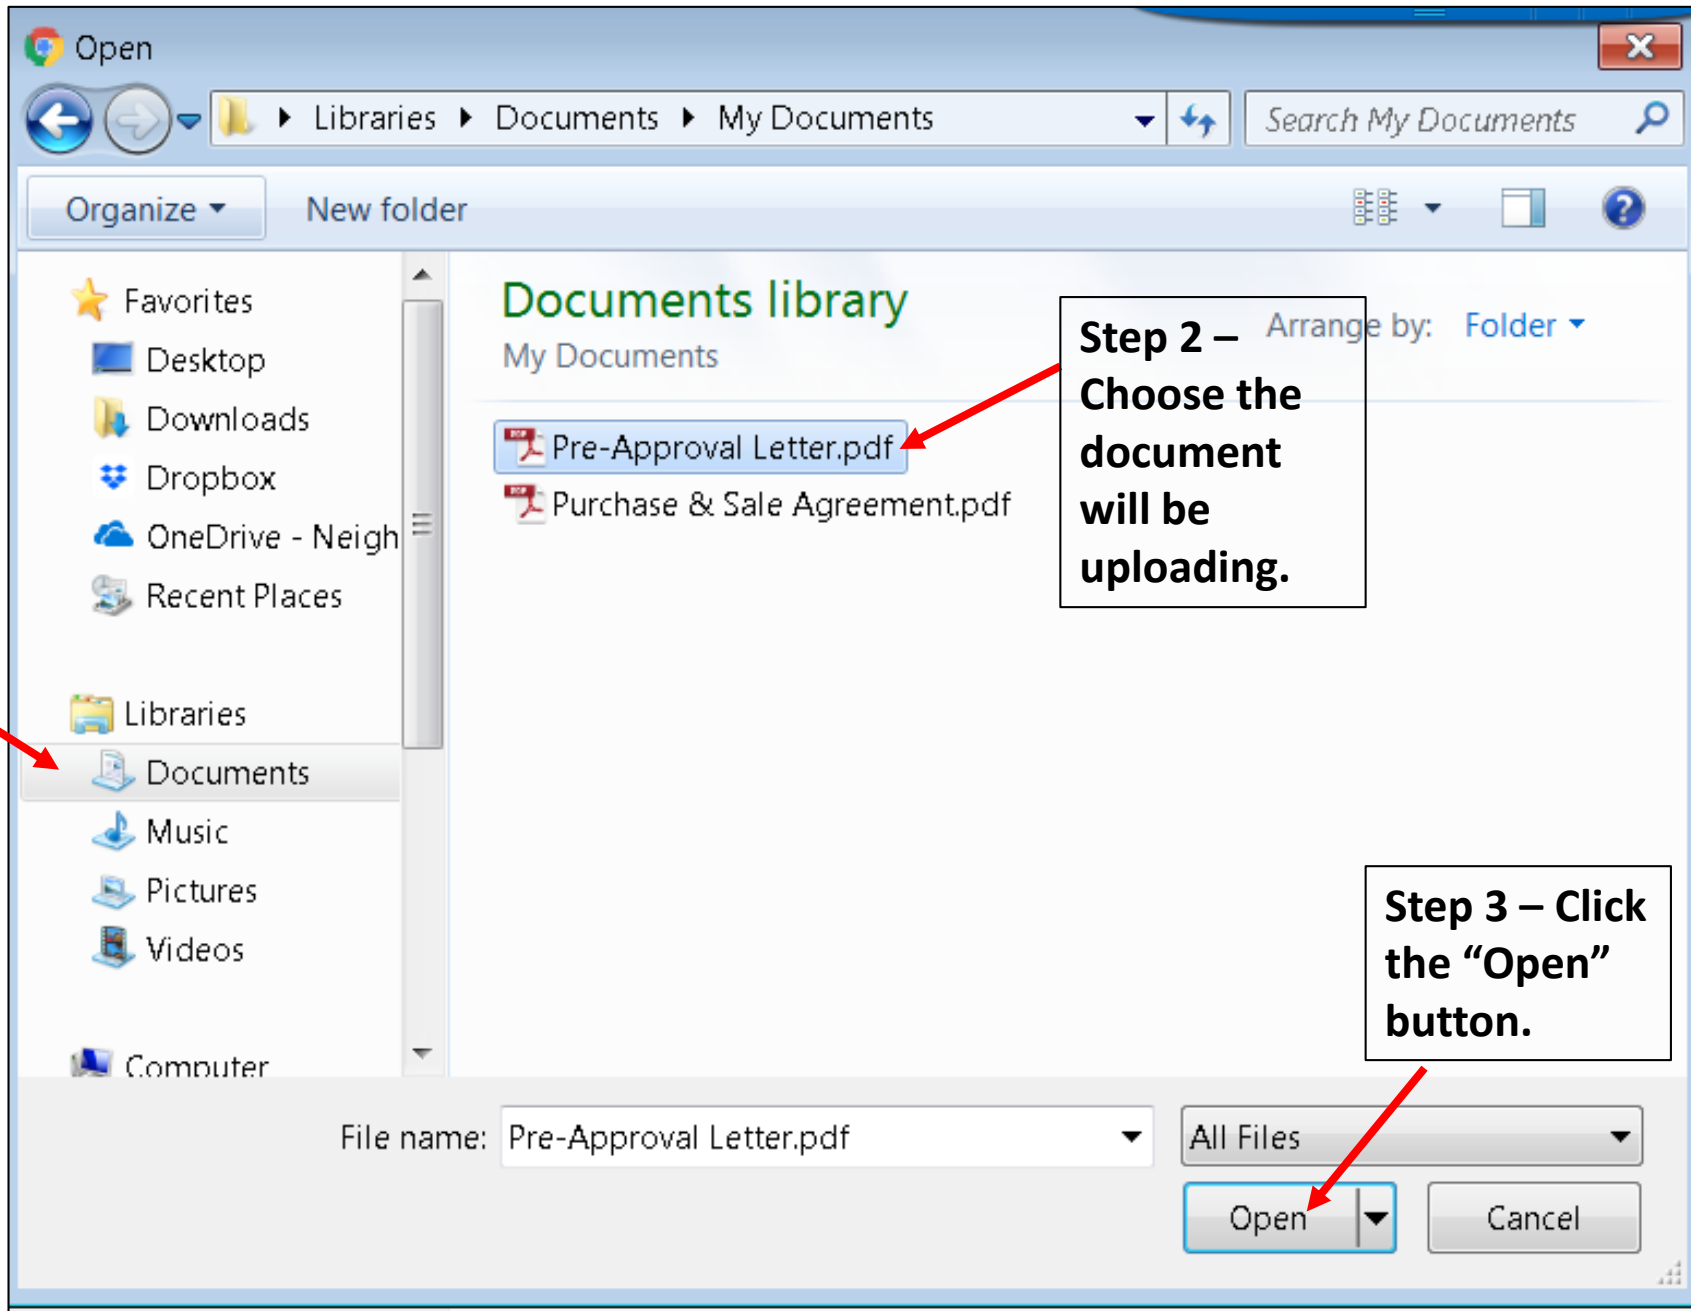 Open
Libraries Documents My Documents
Search My Documents
Organize
New folder
Favorites
Desktop
Downloads
Dropbox
OneDrive - Neigh
Recent Places
Libraries
Documents
Music
Pictures
Videos
Computer
Documents library
My Documents
Arrange by: Folder
Pre-Approval Letter.pdf
Purchase & Sale Agreement.pdf
Step 2 –
Choose the
document
will be
uploading.
Step 3 – Click
the “Open”
button.
File name: Pre-Approval Letter.pdf
All Files
Open
Cancel